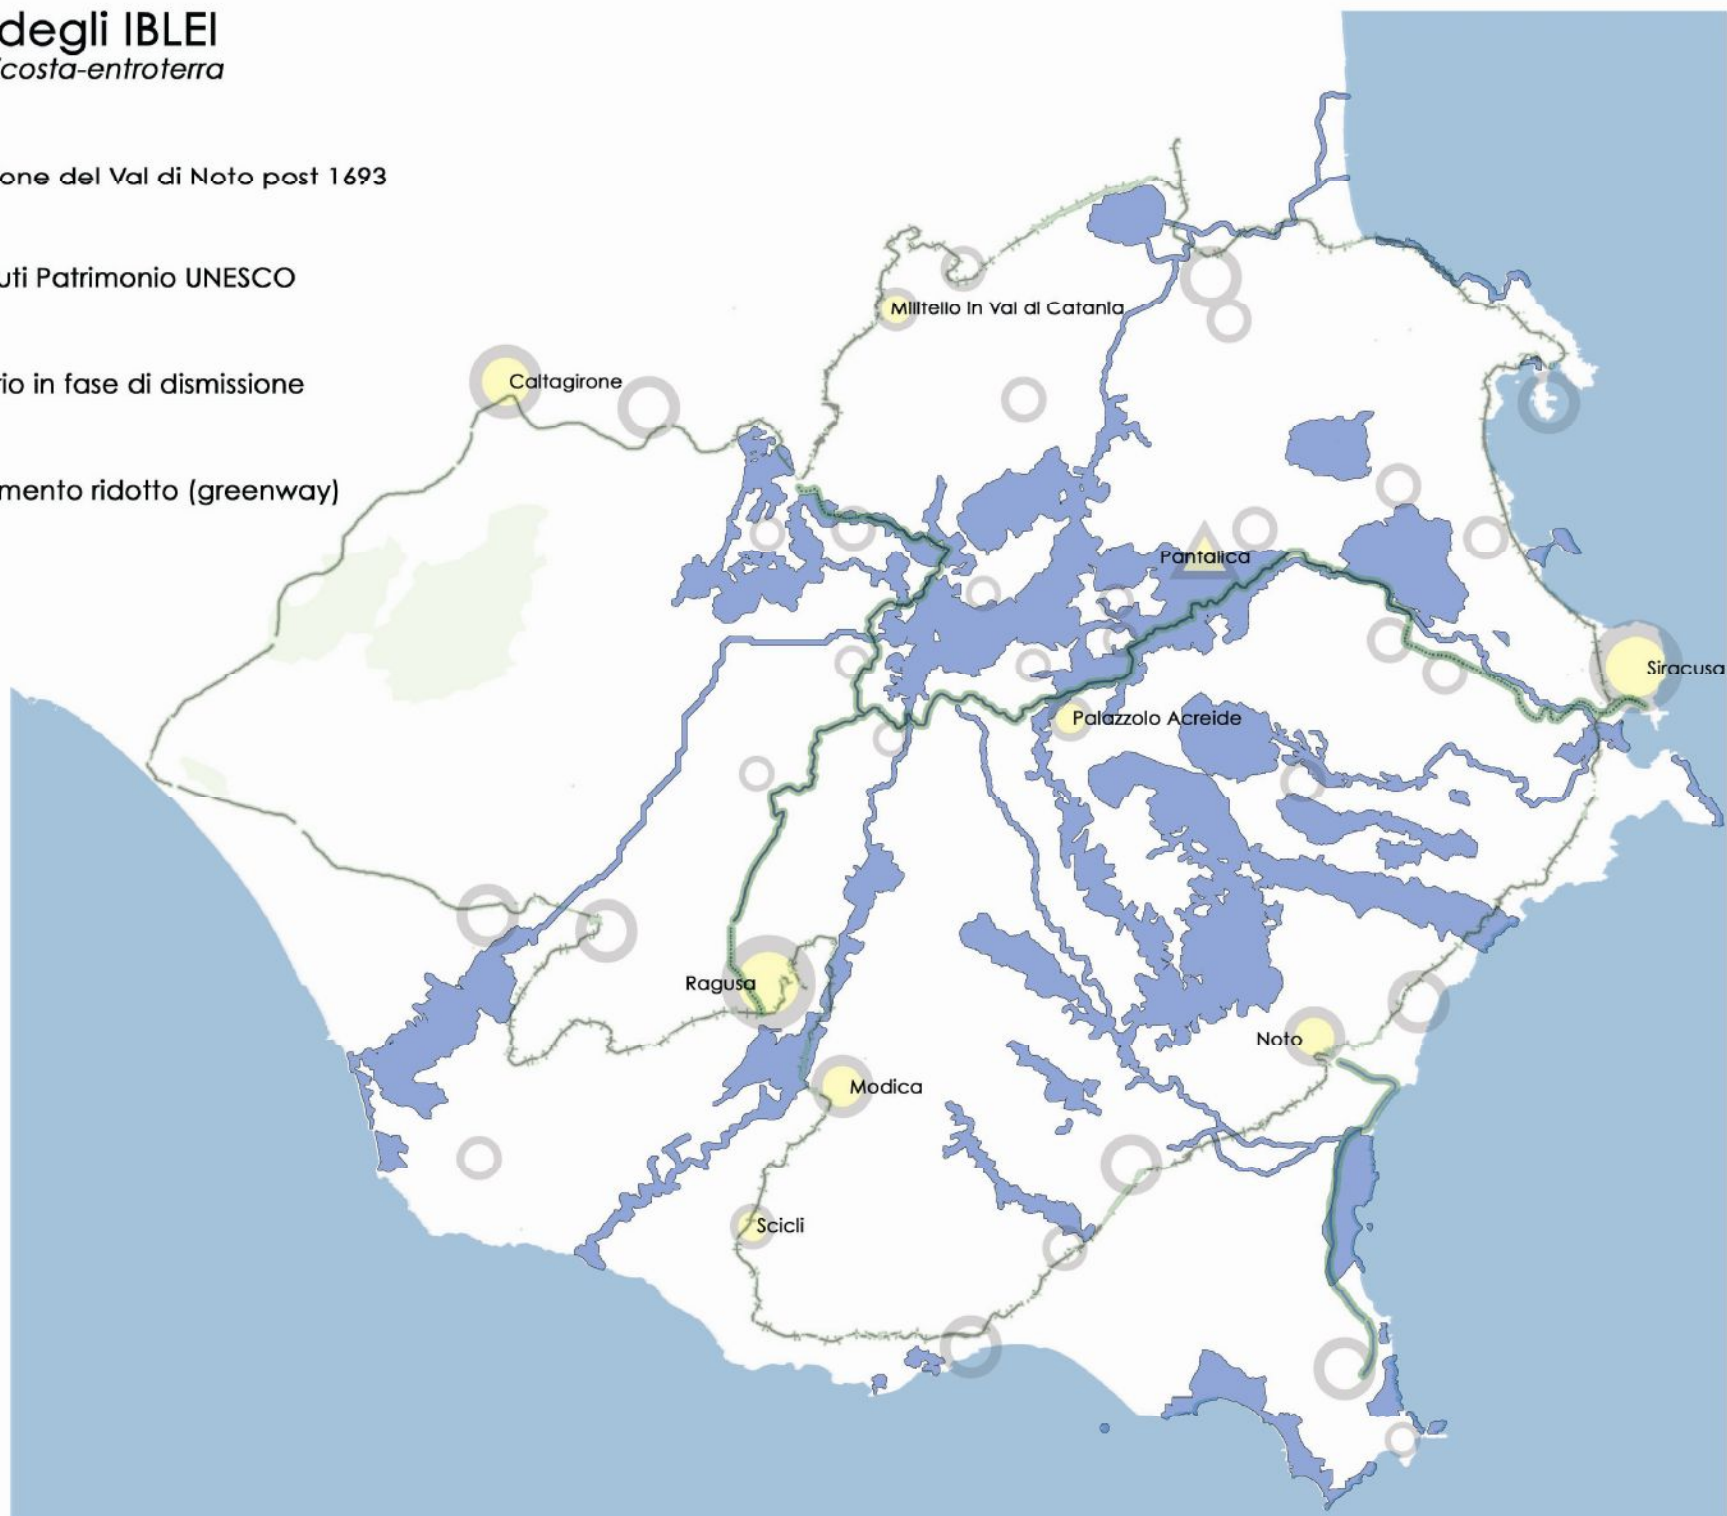 degli IBLEI
costa-entroterra
one del Val di Noto post 1693
uti Patrimonio UNESCO
rio in fase di dismissione
mento ridotto (greenway)
Militello in Val di Catania
Caltagirone
Pantalica
Siracusa
Palazzolo Acreide
Ragusa
Noto
Modica
Scicli